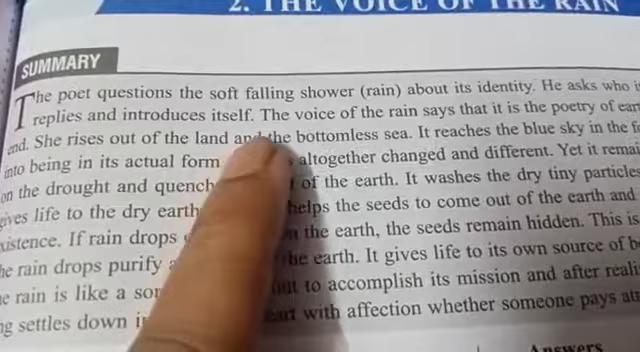 2. THE VOICE OF THE RAIN
SUMMARY
The poet questions the soft falling shower (rain) about its identity. He asks who i
replies and introduces itself. The voice of the rain says that it is the poetry of ear
end. She rises out of the land and the bottomless sea. It reaches the blue sky in the f
into being in its actual form altogether changed and different. Yet it remai
on the drought and quench of the earth. It washes the dry tiny particles
gives life to the dry earth helps the seeds to come out of the earth and
xistence. If rain drops the earth, the seeds remain hidden. This is
he rain drops purify the earth. It gives life to its own source of b
e rain is like a son out to accomplish its mission and after reali
ng settles down with affection whether someone pays att
Answers